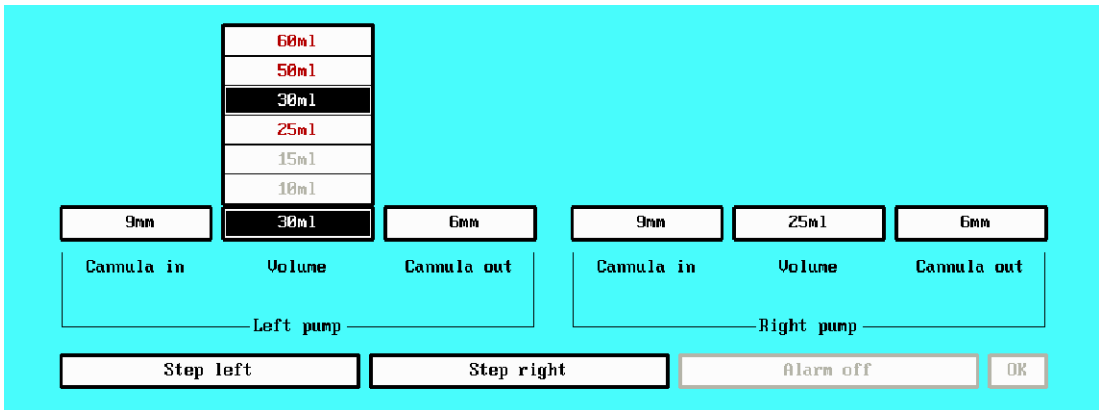 60ml
50ml
30ml
25ml
15ml
10ml
9mm 30ml 6mm 9mm 25ml 6mm
Cannula in Volume Cannula out Cannula in Volume Cannula out
Left pump Right pump
Step left Step right Alarm off OK